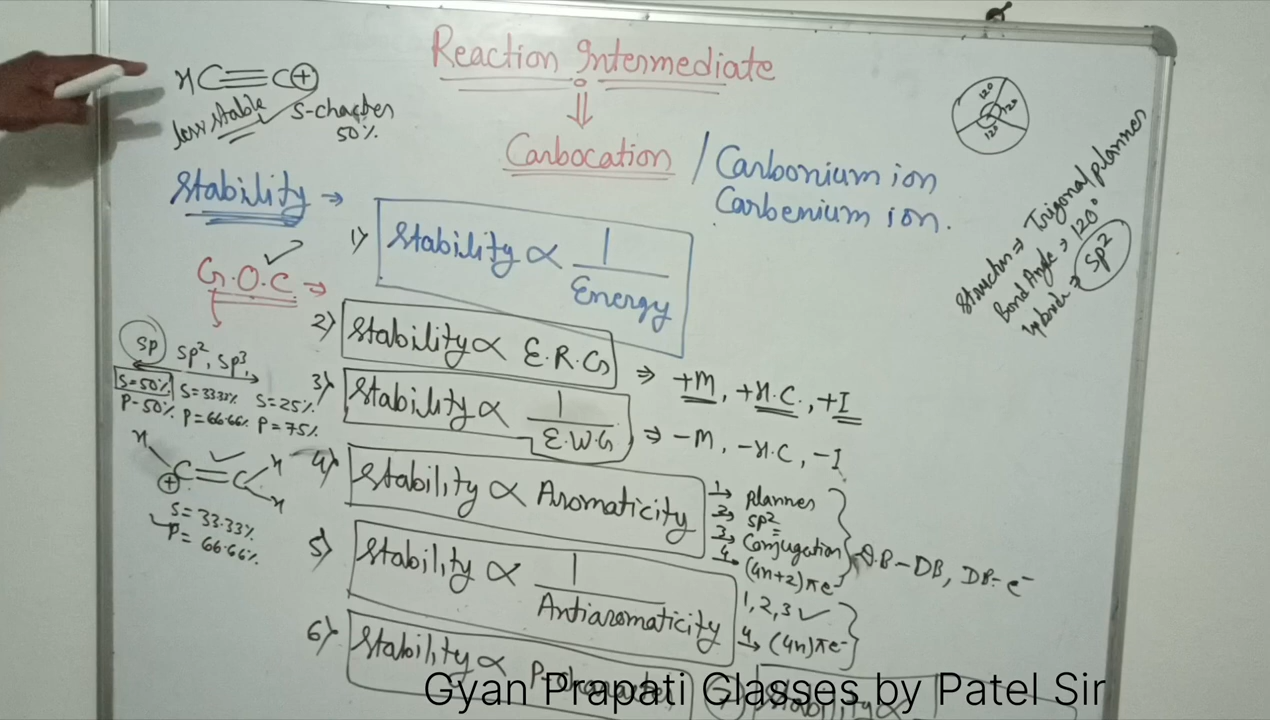 Reaction Intermediate
⇓
Carbocation / Carbonium ion
Carbenium ion.
HC≡C⊕
less stable
S-character
50%
Stability →
1) Stability ∝ 1/Energy
G.O.C →
2) Stability ∝ E.R.G ⇒ +M, +H.C., +I
3) Stability ∝ 1/E.W.G ⇒ -M, -H.C, -I
4) Stability ∝ Aromaticity
1→ planner
2→ sp²
3→ Conjugation
4→ (4n+2)πe⁻
DB-DB, DB-e⁻
5) Stability ∝ 1/Antiaromaticity
1, 2, 3 ✓
4→ (4n)πe⁻
6) Stability ∝
Stability ∝
sp sp², sp³,
S=50% S=33.33% S=25%
P-50% P=66.66% P=75%
H
⊕C=C H
H
S=33.33%
P=66.66%
120 120
120
Structure ⇒ Trigonal planner
Bond Angle → 120°
sp²
Gyan Prapati Classes by Patel Sir